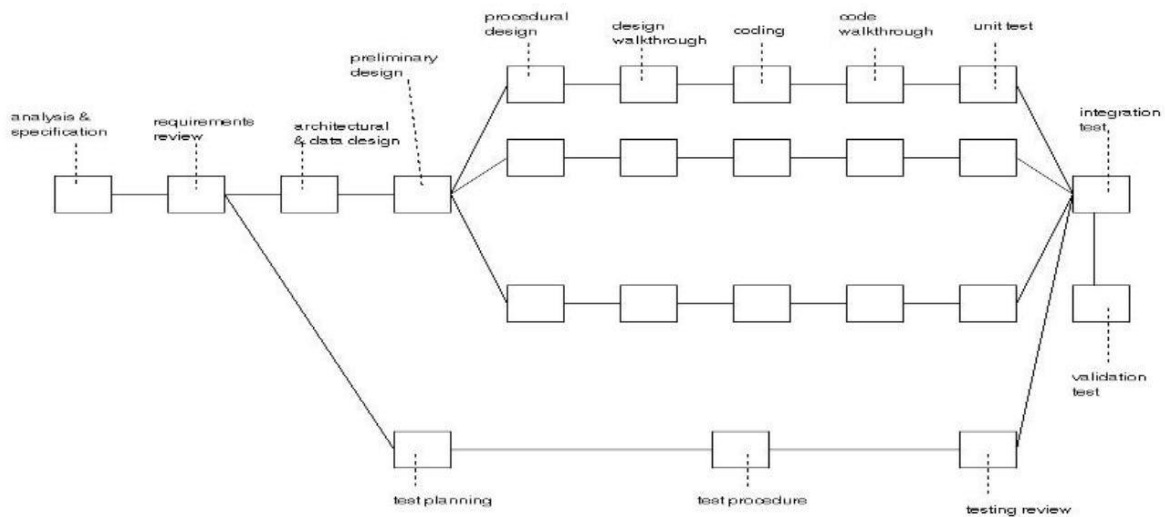 procedural
design
design
walkthrough
coding
code
walkthrough
unit test
preliminary
design
analysis &
specification
requirements
review
architectural
& data design
integration
test
validation
test
test planning
test procedure
testing review